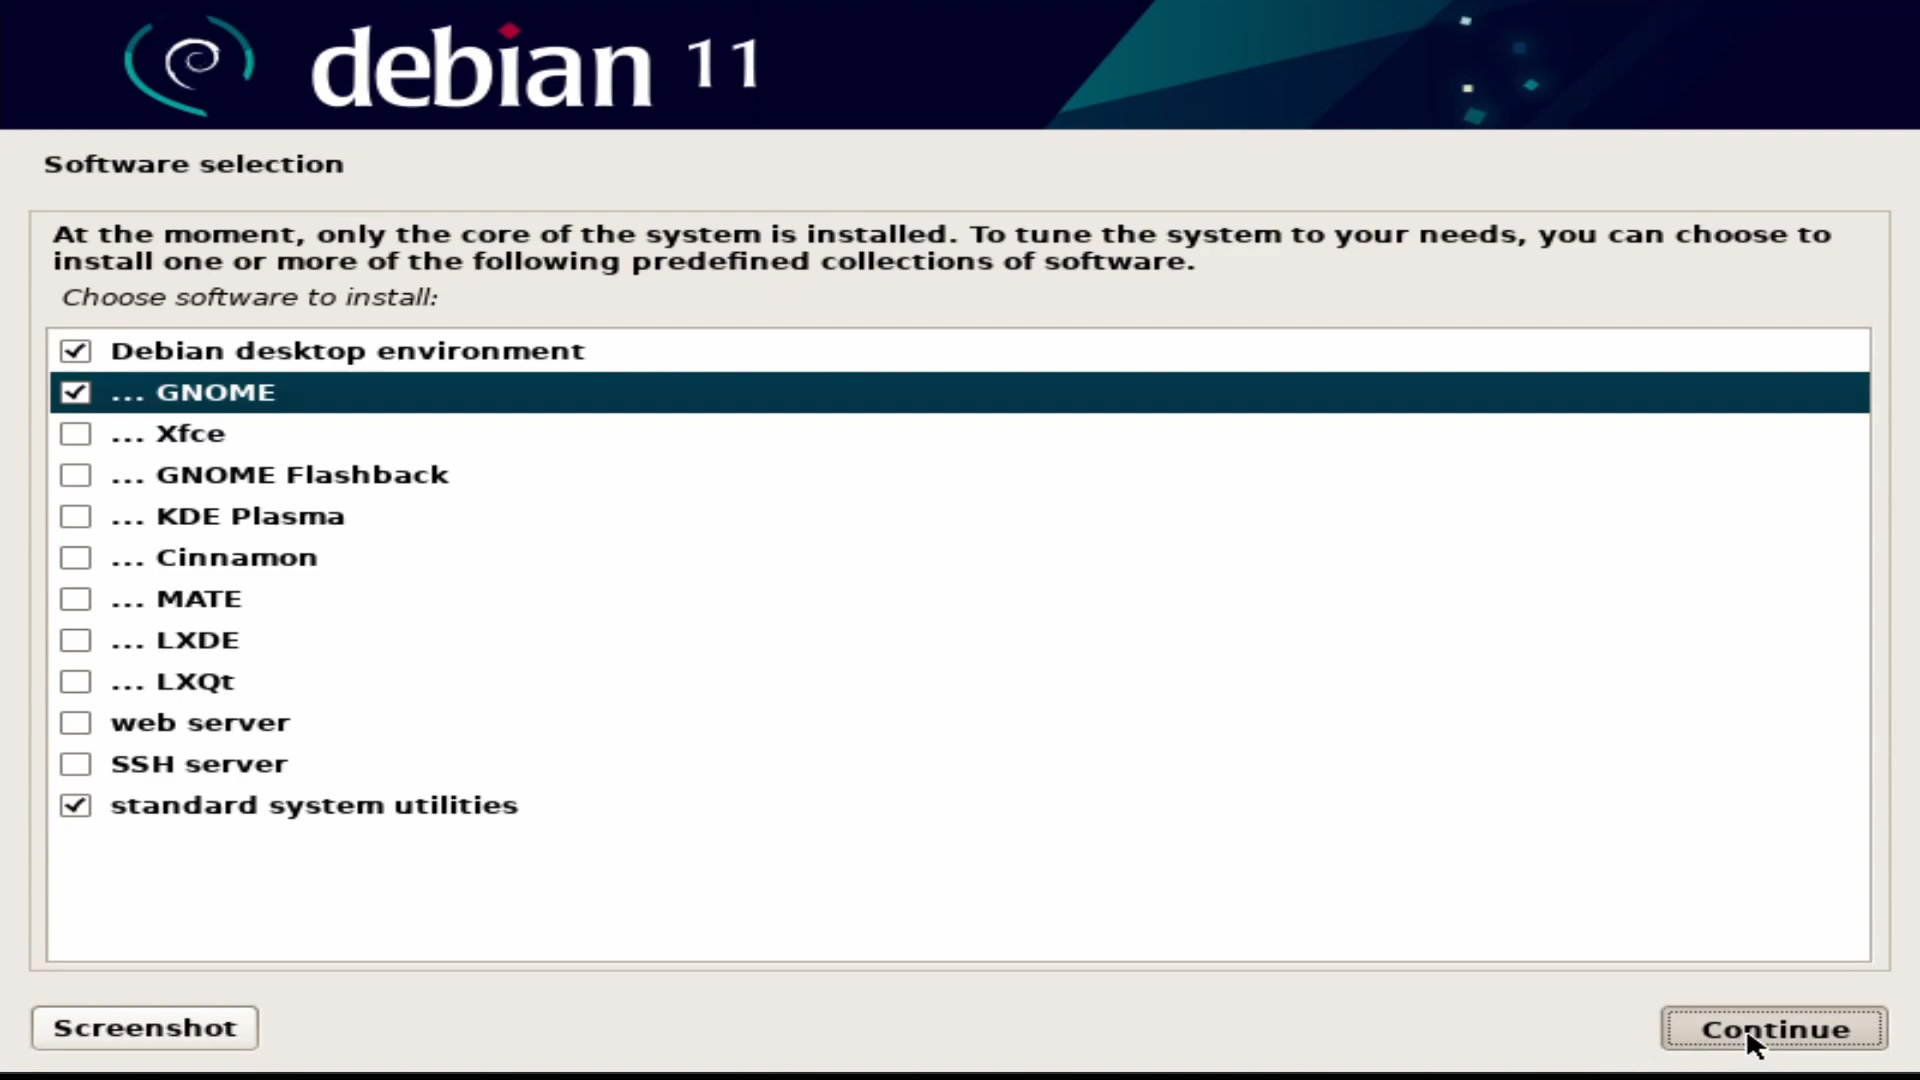 debian 11
Software selection
At the moment, only the core of the system is installed. To tune the system to your needs, you can choose to
install one or more of the following predefined collections of software.
Choose software to install:
Debian desktop environment
... GNOME
... Xfce
... GNOME Flashback
... KDE Plasma
... Cinnamon
... MATE
... LXDE
... LXQt
web server
SSH server
standard system utilities
Screenshot
Continue